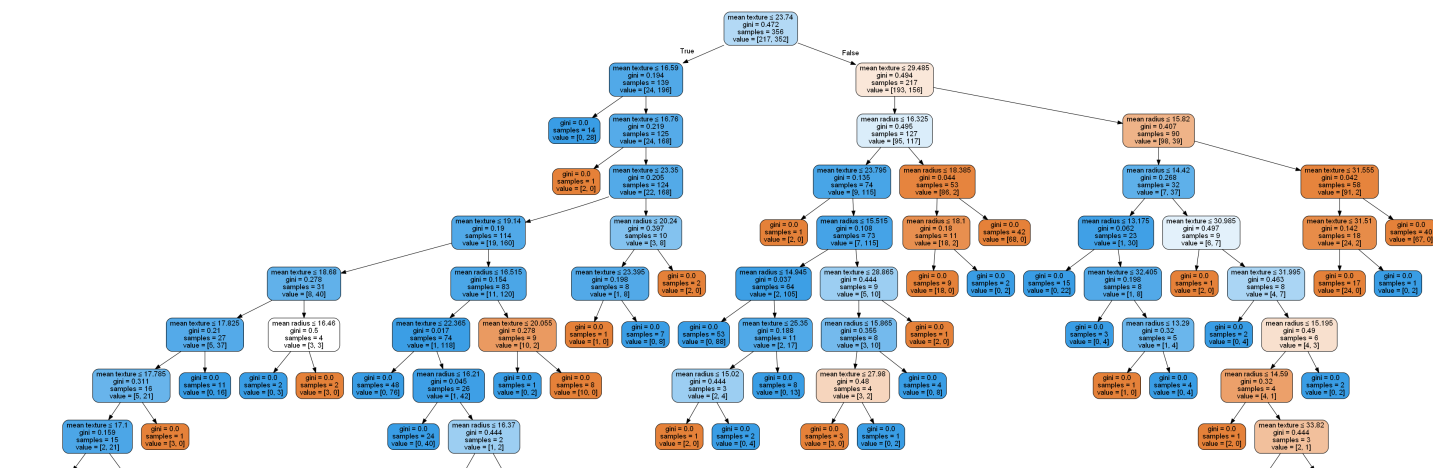 mean texture ≤ 23.74
gini = 0.472
samples = 356
value = [217, 352]
True
False
mean texture ≤ 16.59
gini = 0.194
samples = 139
value = [24, 196]
mean texture ≤ 29.485
gini = 0.494
samples = 217
value = [193, 156]
gini = 0.0
samples = 14
value = [0, 28]
mean texture ≤ 16.76
gini = 0.219
samples = 125
value = [24, 168]
mean radius ≤ 16.325
gini = 0.495
samples = 127
value = [95, 117]
mean radius ≤ 15.82
gini = 0.407
samples = 90
value = [98, 39]
gini = 0.0
samples = 1
value = [2, 0]
mean texture ≤ 23.35
gini = 0.205
samples = 124
value = [22, 168]
mean texture ≤ 23.795
gini = 0.135
samples = 74
value = [9, 115]
mean radius ≤ 18.385
gini = 0.044
samples = 53
value = [86, 2]
mean radius ≤ 14.42
gini = 0.268
samples = 32
value = [7, 37]
mean texture ≤ 31.555
gini = 0.042
samples = 58
value = [91, 2]
mean texture ≤ 19.14
gini = 0.19
samples = 114
value = [19, 160]
mean radius ≤ 20.24
gini = 0.397
samples = 10
value = [3, 8]
gini = 0.0
samples = 1
value = [2, 0]
mean radius ≤ 15.515
gini = 0.108
samples = 73
value = [7, 115]
mean radius ≤ 18.1
gini = 0.18
samples = 11
value = [18, 2]
gini = 0.0
samples = 42
value = [68, 0]
mean radius ≤ 13.175
gini = 0.062
samples = 23
value = [1, 30]
mean texture ≤ 30.985
gini = 0.497
samples = 9
value = [6, 7]
mean texture ≤ 31.51
gini = 0.142
samples = 18
value = [24, 2]
gini = 0.0
samples = 40
value = [67, 0]
mean texture ≤ 18.68
gini = 0.278
samples = 31
value = [8, 40]
mean radius ≤ 16.515
gini = 0.154
samples = 83
value = [11, 120]
mean texture ≤ 23.395
gini = 0.198
samples = 8
value = [1, 8]
gini = 0.0
samples = 2
value = [2, 0]
mean radius ≤ 14.945
gini = 0.037
samples = 64
value = [2, 105]
mean texture ≤ 28.865
gini = 0.444
samples = 9
value = [5, 10]
gini = 0.0
samples = 9
value = [18, 0]
gini = 0.0
samples = 2
value = [0, 2]
gini = 0.0
samples = 15
value = [0, 22]
mean texture ≤ 32.405
gini = 0.198
samples = 8
value = [1, 8]
gini = 0.0
samples = 1
value = [2, 0]
mean texture ≤ 31.995
gini = 0.463
samples = 8
value = [4, 7]
gini = 0.0
samples = 17
value = [24, 0]
gini = 0.0
samples = 1
value = [0, 2]
mean texture ≤ 17.825
gini = 0.21
samples = 27
value = [5, 37]
mean radius ≤ 16.46
gini = 0.5
samples = 4
value = [3, 3]
mean texture ≤ 22.365
gini = 0.017
samples = 74
value = [1, 118]
mean texture ≤ 20.055
gini = 0.278
samples = 9
value = [10, 2]
gini = 0.0
samples = 1
value = [1, 0]
gini = 0.0
samples = 7
value = [0, 8]
gini = 0.0
samples = 53
value = [0, 88]
mean texture ≤ 25.35
gini = 0.188
samples = 11
value = [2, 17]
mean radius ≤ 15.865
gini = 0.355
samples = 8
value = [3, 10]
gini = 0.0
samples = 1
value = [2, 0]
gini = 0.0
samples = 3
value = [0, 4]
mean radius ≤ 13.29
gini = 0.32
samples = 5
value = [1, 4]
gini = 0.0
samples = 2
value = [0, 4]
mean radius ≤ 15.195
gini = 0.49
samples = 6
value = [4, 3]
mean texture ≤ 17.785
gini = 0.311
samples = 16
value = [5, 21]
gini = 0.0
samples = 11
value = [0, 16]
gini = 0.0
samples = 2
value = [0, 3]
gini = 0.0
samples = 2
value = [3, 0]
gini = 0.0
samples = 48
value = [0, 76]
mean radius ≤ 16.21
gini = 0.045
samples = 26
value = [1, 42]
gini = 0.0
samples = 1
value = [0, 2]
gini = 0.0
samples = 8
value = [10, 0]
mean radius ≤ 15.02
gini = 0.444
samples = 3
value = [2, 4]
gini = 0.0
samples = 8
value = [0, 13]
mean texture ≤ 27.98
gini = 0.48
samples = 4
value = [3, 2]
gini = 0.0
samples = 4
value = [0, 8]
gini = 0.0
samples = 1
value = [1, 0]
gini = 0.0
samples = 4
value = [0, 4]
mean radius ≤ 14.59
gini = 0.32
samples = 4
value = [4, 1]
gini = 0.0
samples = 2
value = [0, 2]
mean texture ≤ 17.1
gini = 0.159
samples = 15
value = [2, 21]
gini = 0.0
samples = 1
value = [3, 0]
gini = 0.0
samples = 24
value = [0, 40]
mean radius ≤ 16.37
gini = 0.444
samples = 2
value = [1, 2]
gini = 0.0
samples = 1
value = [2, 0]
gini = 0.0
samples = 2
value = [0, 4]
gini = 0.0
samples = 3
value = [3, 0]
gini = 0.0
samples = 1
value = [0, 2]
gini = 0.0
samples = 1
value = [2, 0]
mean texture ≤ 33.82
gini = 0.444
samples = 3
value = [2, 1]